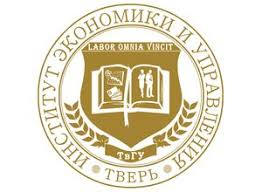 ИНСТИТУТ ЭКОНОМИКИ И УПРАВЛЕНИЯ
LABOR OMNIA VINCIT
ТвГУ
ТВЕРЬ